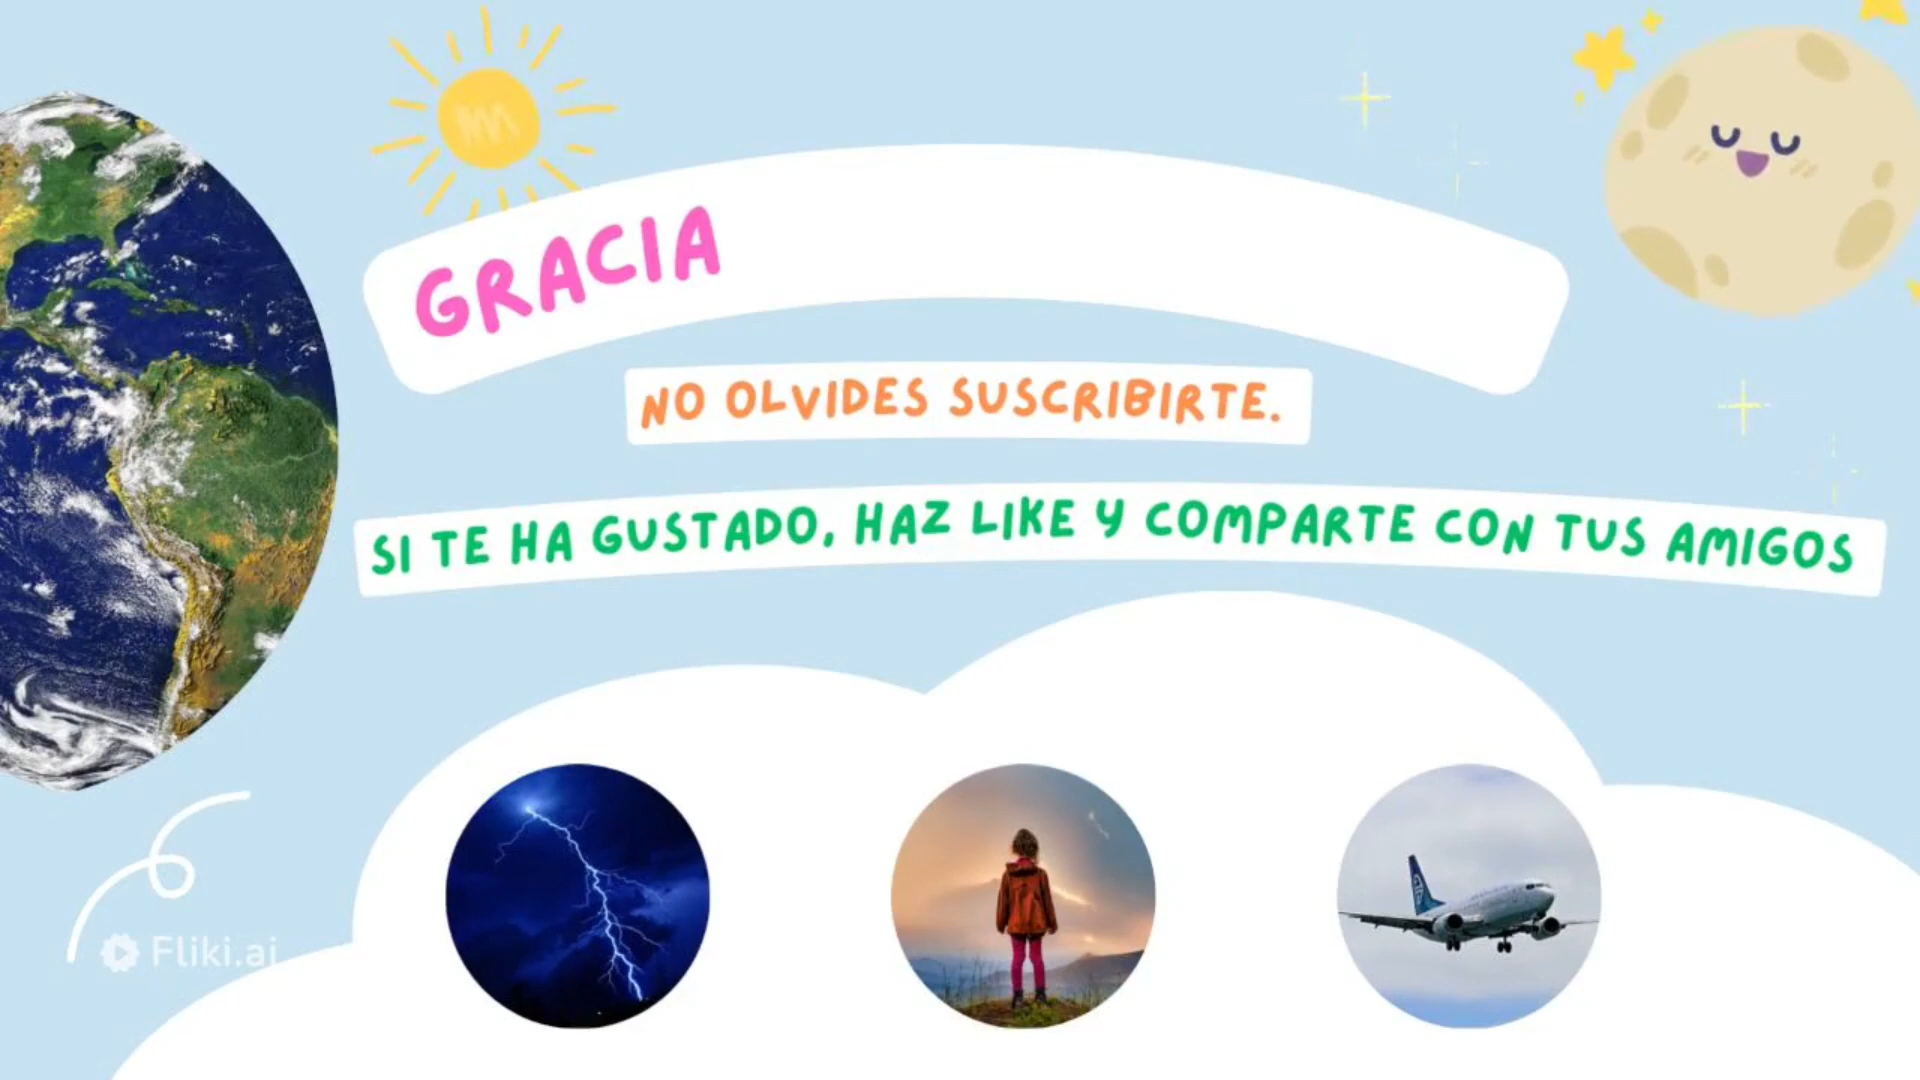 GRACIA
NO OLVIDES SUSCRIBIRTE.
SI TE HA GUSTADO, HAZ LIKE Y COMPARTE CON TUS AMIGOS
Fliki.ai